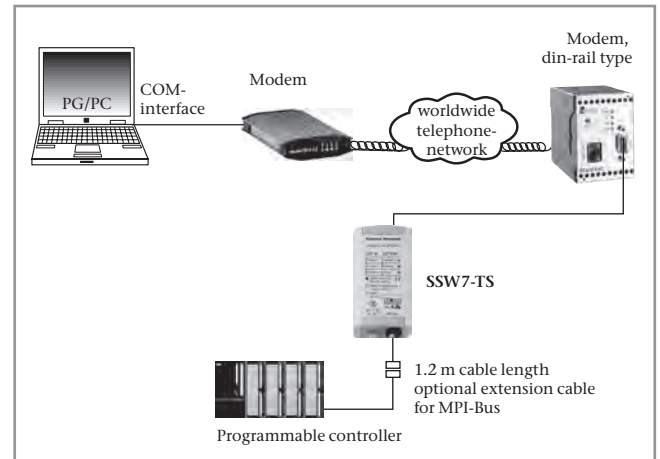 PG/PC
COM-
interface
Modem
worldwide
telephone-
network
Modem,
din-rail type
SSW7-TS
1.2 m cable length
optional extension cable
for MPI-Bus
Programmable controller